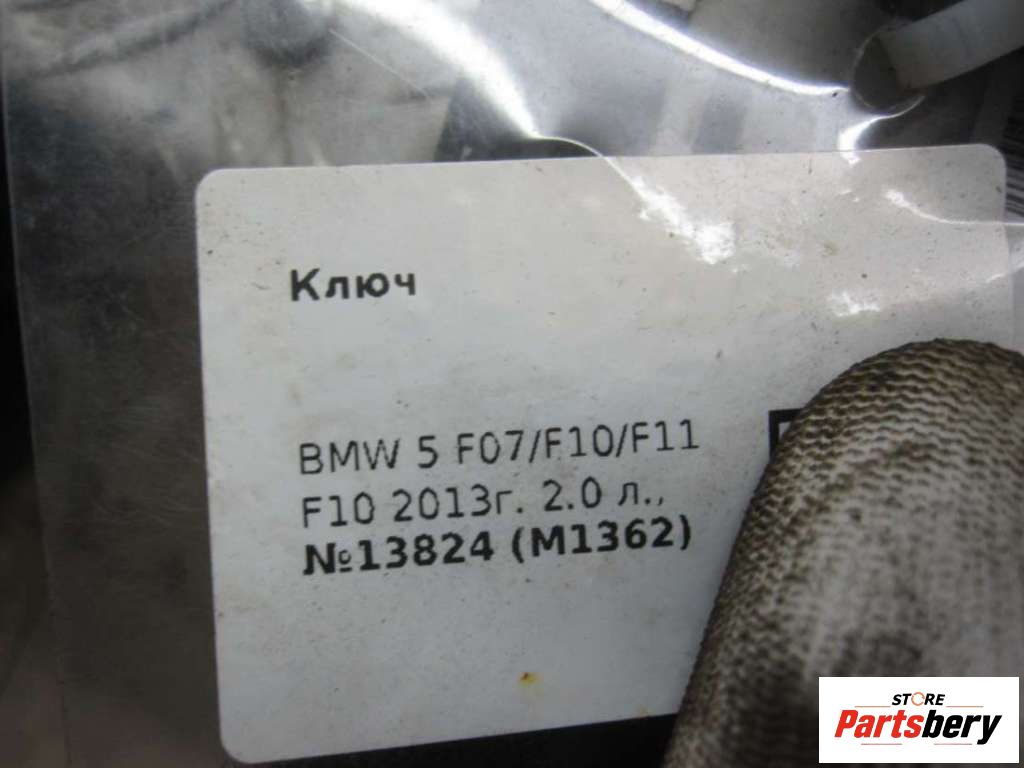 Ключ
BMW 5 F07/F10/F11
F10 2013г. 2.0 л.,
№13824 (M1362)
STORE
Partsbery